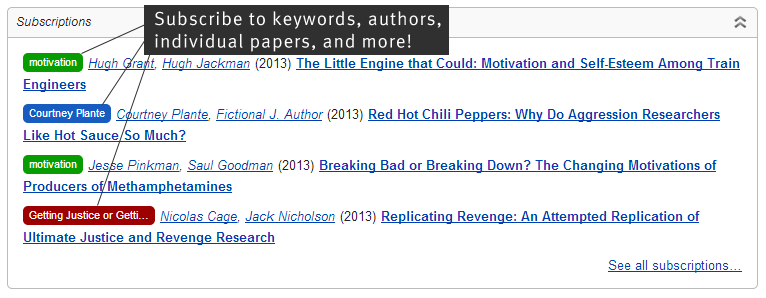 Subscriptions
Subscribe to keywords, authors,
individual papers, and more!
motivation Hugh Grant, Hugh Jackman (2013) The Little Engine that Could: Motivation and Self-Esteem Among Train
Engineers
Courtney Plante Courtney Plante, Fictional J. Author (2013) Red Hot Chili Peppers: Why Do Aggression Researchers
Like Hot Sauce So Much?
motivation Jesse Pinkman, Saul Goodman (2013) Breaking Bad or Breaking Down? The Changing Motivations of
Producers of Methamphetamines
Getting Justice or Getti... Nicolas Cage, Jack Nicholson (2013) Replicating Revenge: An Attempted Replication of
Ultimate Justice and Revenge Research
See all subscriptions...